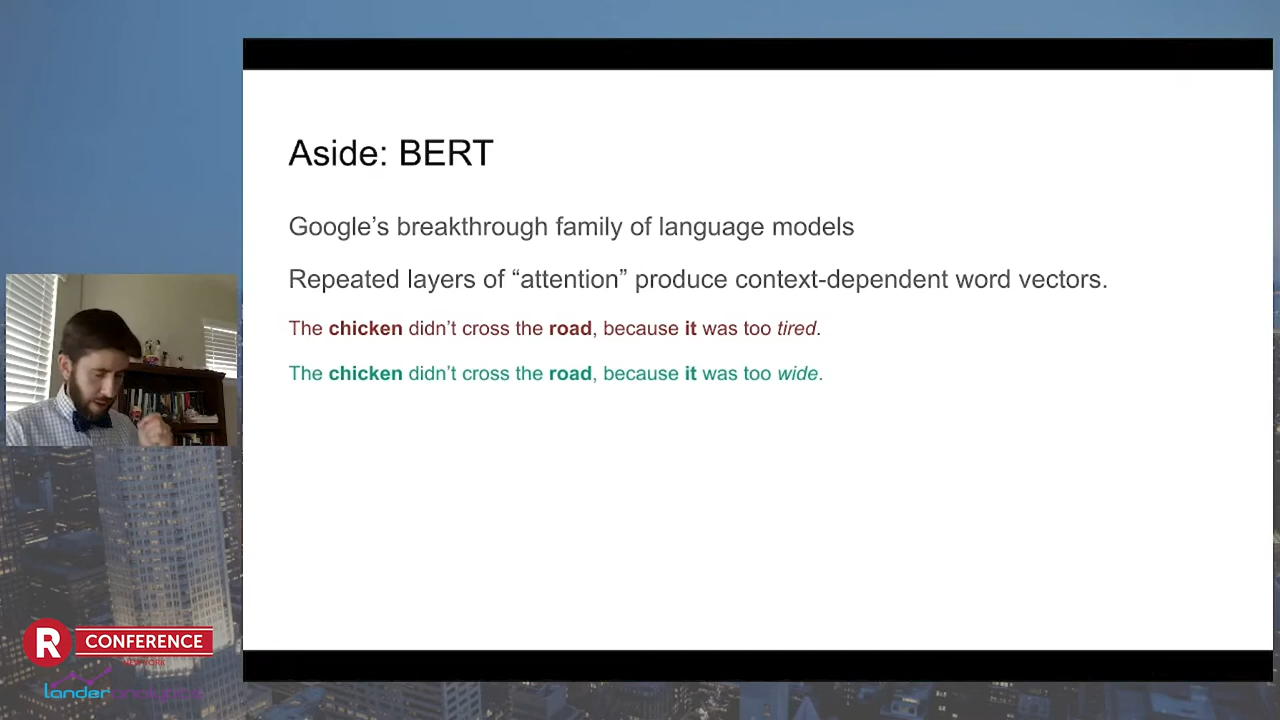 Aside: BERT
Google’s breakthrough family of language models
Repeated layers of “attention” produce context-dependent word vectors.
The chicken didn’t cross the road, because it was too tired.
The chicken didn’t cross the road, because it was too wide.
R CONFERENCE
NEW YORK
lander analytics